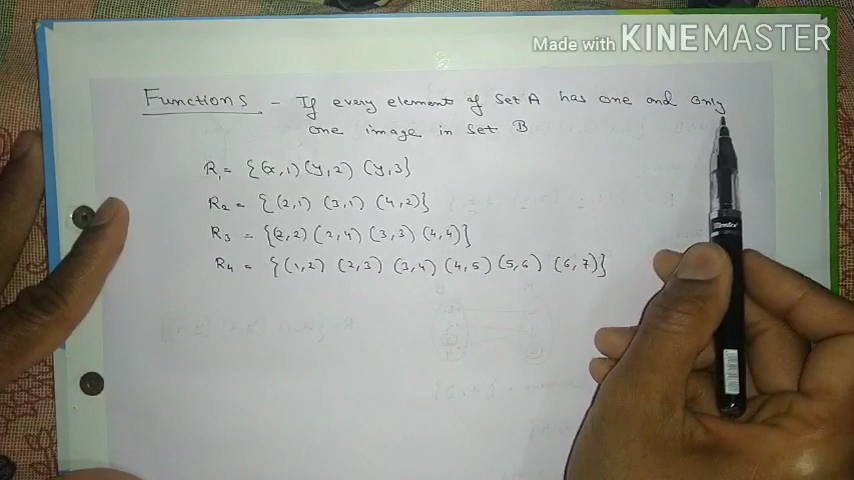 Made with KINEMASTER
Functions - If every element of Set A has one and only
one image in set B
R1 = {(x,1) (y,2) (y,3}
R2 = {(2,1) (3,1) (4,2)}
R3 = {(2,2) (2,4) (3,3) (4,4)}
R4 = {(1,2) (2,3) (3,4) (4,5) (5,6) (6,7)}